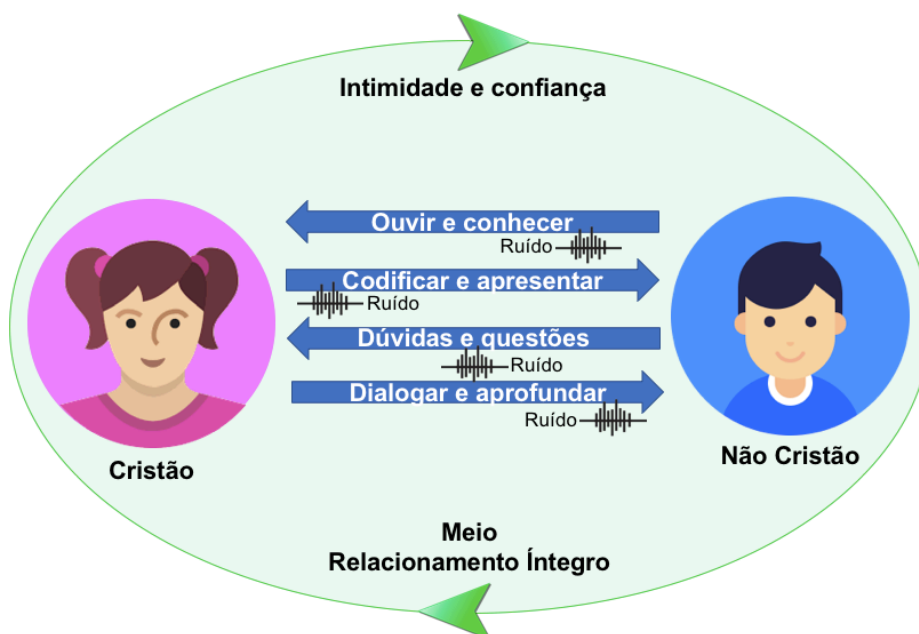 Intimidade e confiança
Ouvir e conhecer
Ruído
Codificar e apresentar
Ruído
Dúvidas e questões
Ruído
Dialogar e aprofundar
Ruído
Cristão
Não Cristão
Meio
Relacionamento Íntegro